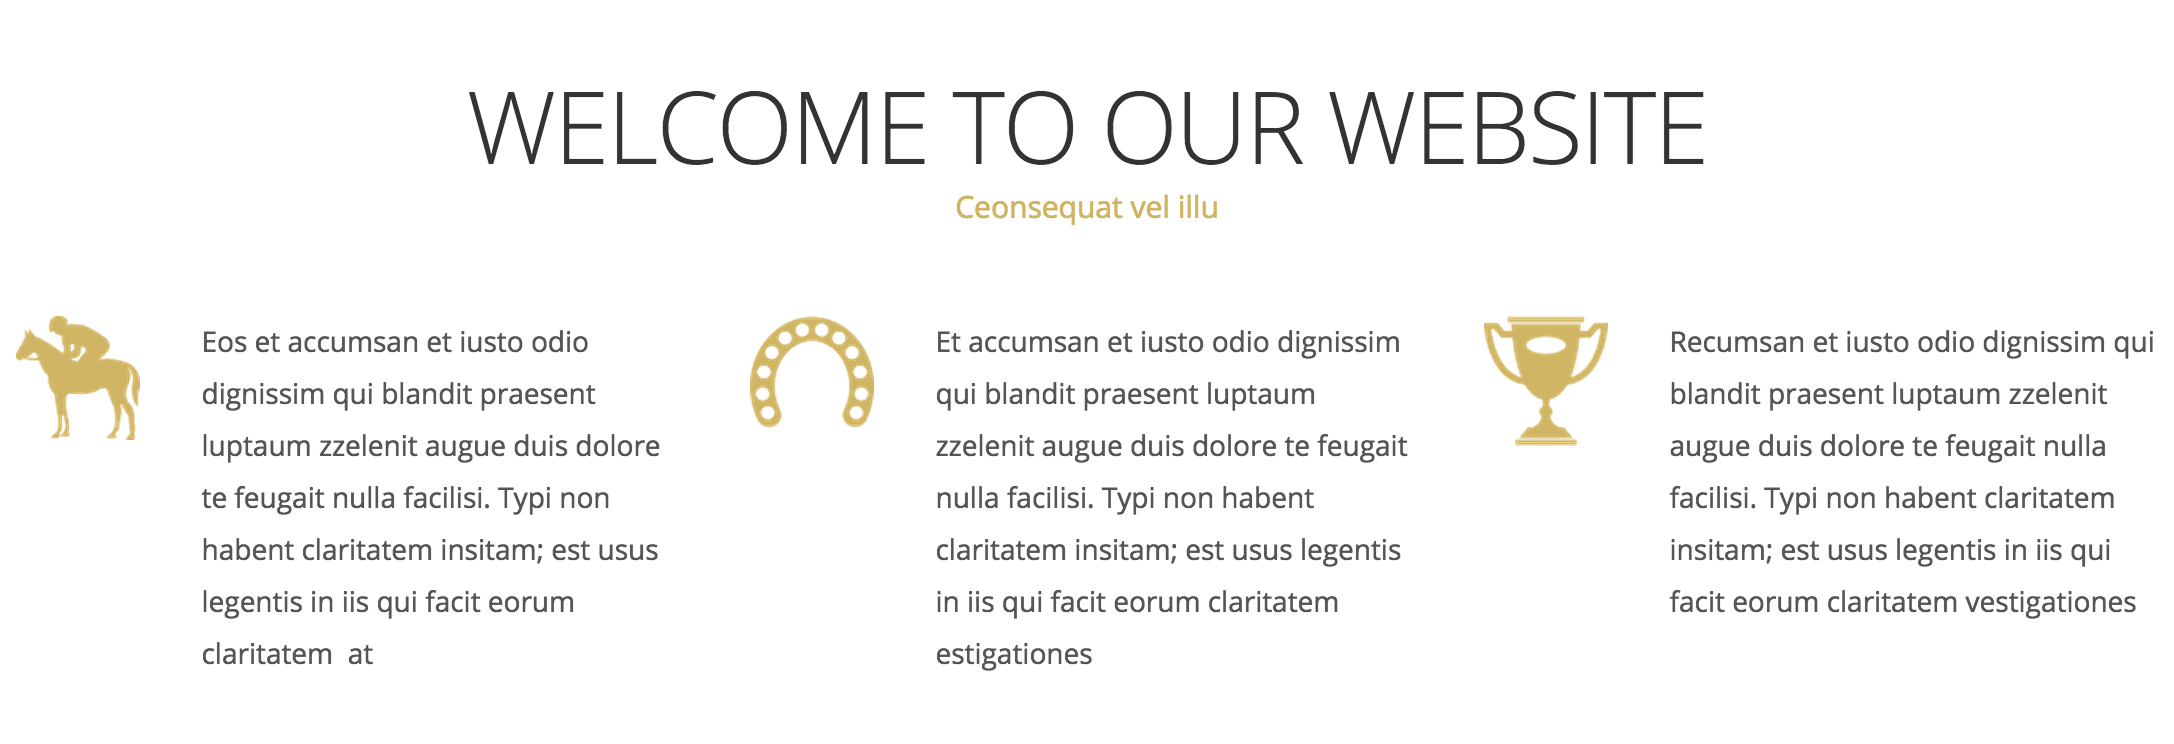 WELCOME TO OUR WEBSITE
Ceonsequat vel illu
Eos et accumsan et iusto odio
dignissim qui blandit praesent
luptaum zzelenit augue duis dolore
te feugait nulla facilisi. Typi non
habent claritatem insitam; est usus
legentis in iis qui facit eorum
claritatem  at
Et accumsan et iusto odio dignissim
qui blandit praesent luptaum
zzelenit augue duis dolore te feugait
nulla facilisi. Typi non habent
claritatem insitam; est usus legentis
in iis qui facit eorum claritatem
estigationes
Recumsan et iusto odio dignissim qui
blandit praesent luptaum zzelenit
augue duis dolore te feugait nulla
facilisi. Typi non habent claritatem
insitam; est usus legentis in iis qui
facit eorum claritatem vestigationes